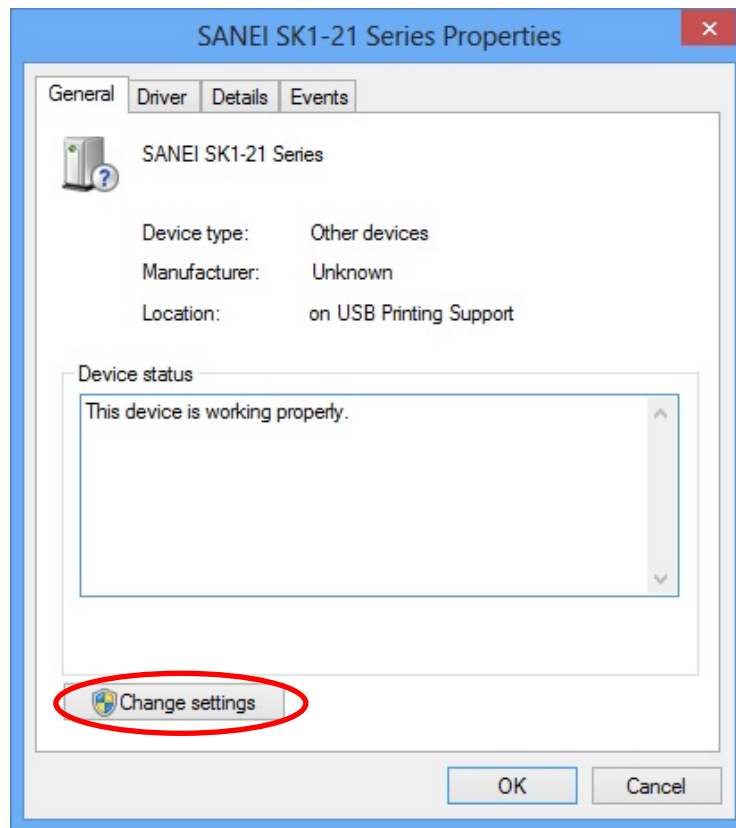 SANEI SK1-21 Series Properties
General Driver Details Events
SANEI SK1-21 Series
Device type: Other devices
Manufacturer: Unknown
Location: on USB Printing Support
Device status
This device is working properly.
Change settings
OK Cancel